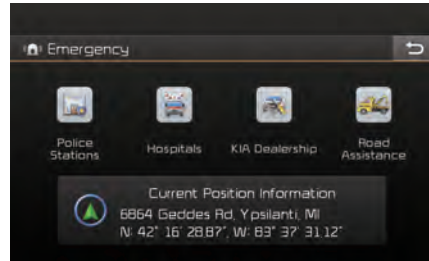 Emergency
Police
Stations
Hospitals
KIA Dealership
Road
Assistance
Current Position Information
6864 Geddes Rd, Ypsilanti, MI
N: 42° 16' 28.87", W: 83° 37' 31.12"